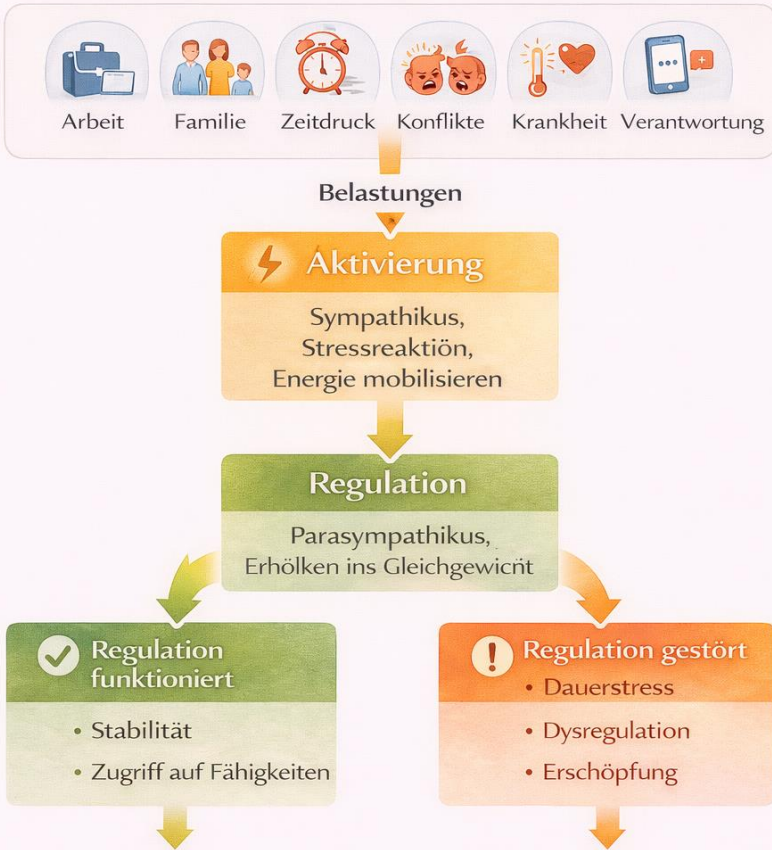 Arbeit
Familie
Zeitdruck
Konflikte
Krankheit
Verantwortung
Belastungen
Aktivierung
Sympathikus,
Stressreaktiön,
Energie mobilisieren
Regulation
Parasympathikus,
Erhölken ins Gleichgewicht
Regulation
funktioniert
• Stabilität
• Zugriff auf Fähigkeiten
Regulation gestört
• Dauerstress
• Dysregulation
• Erschöpfung